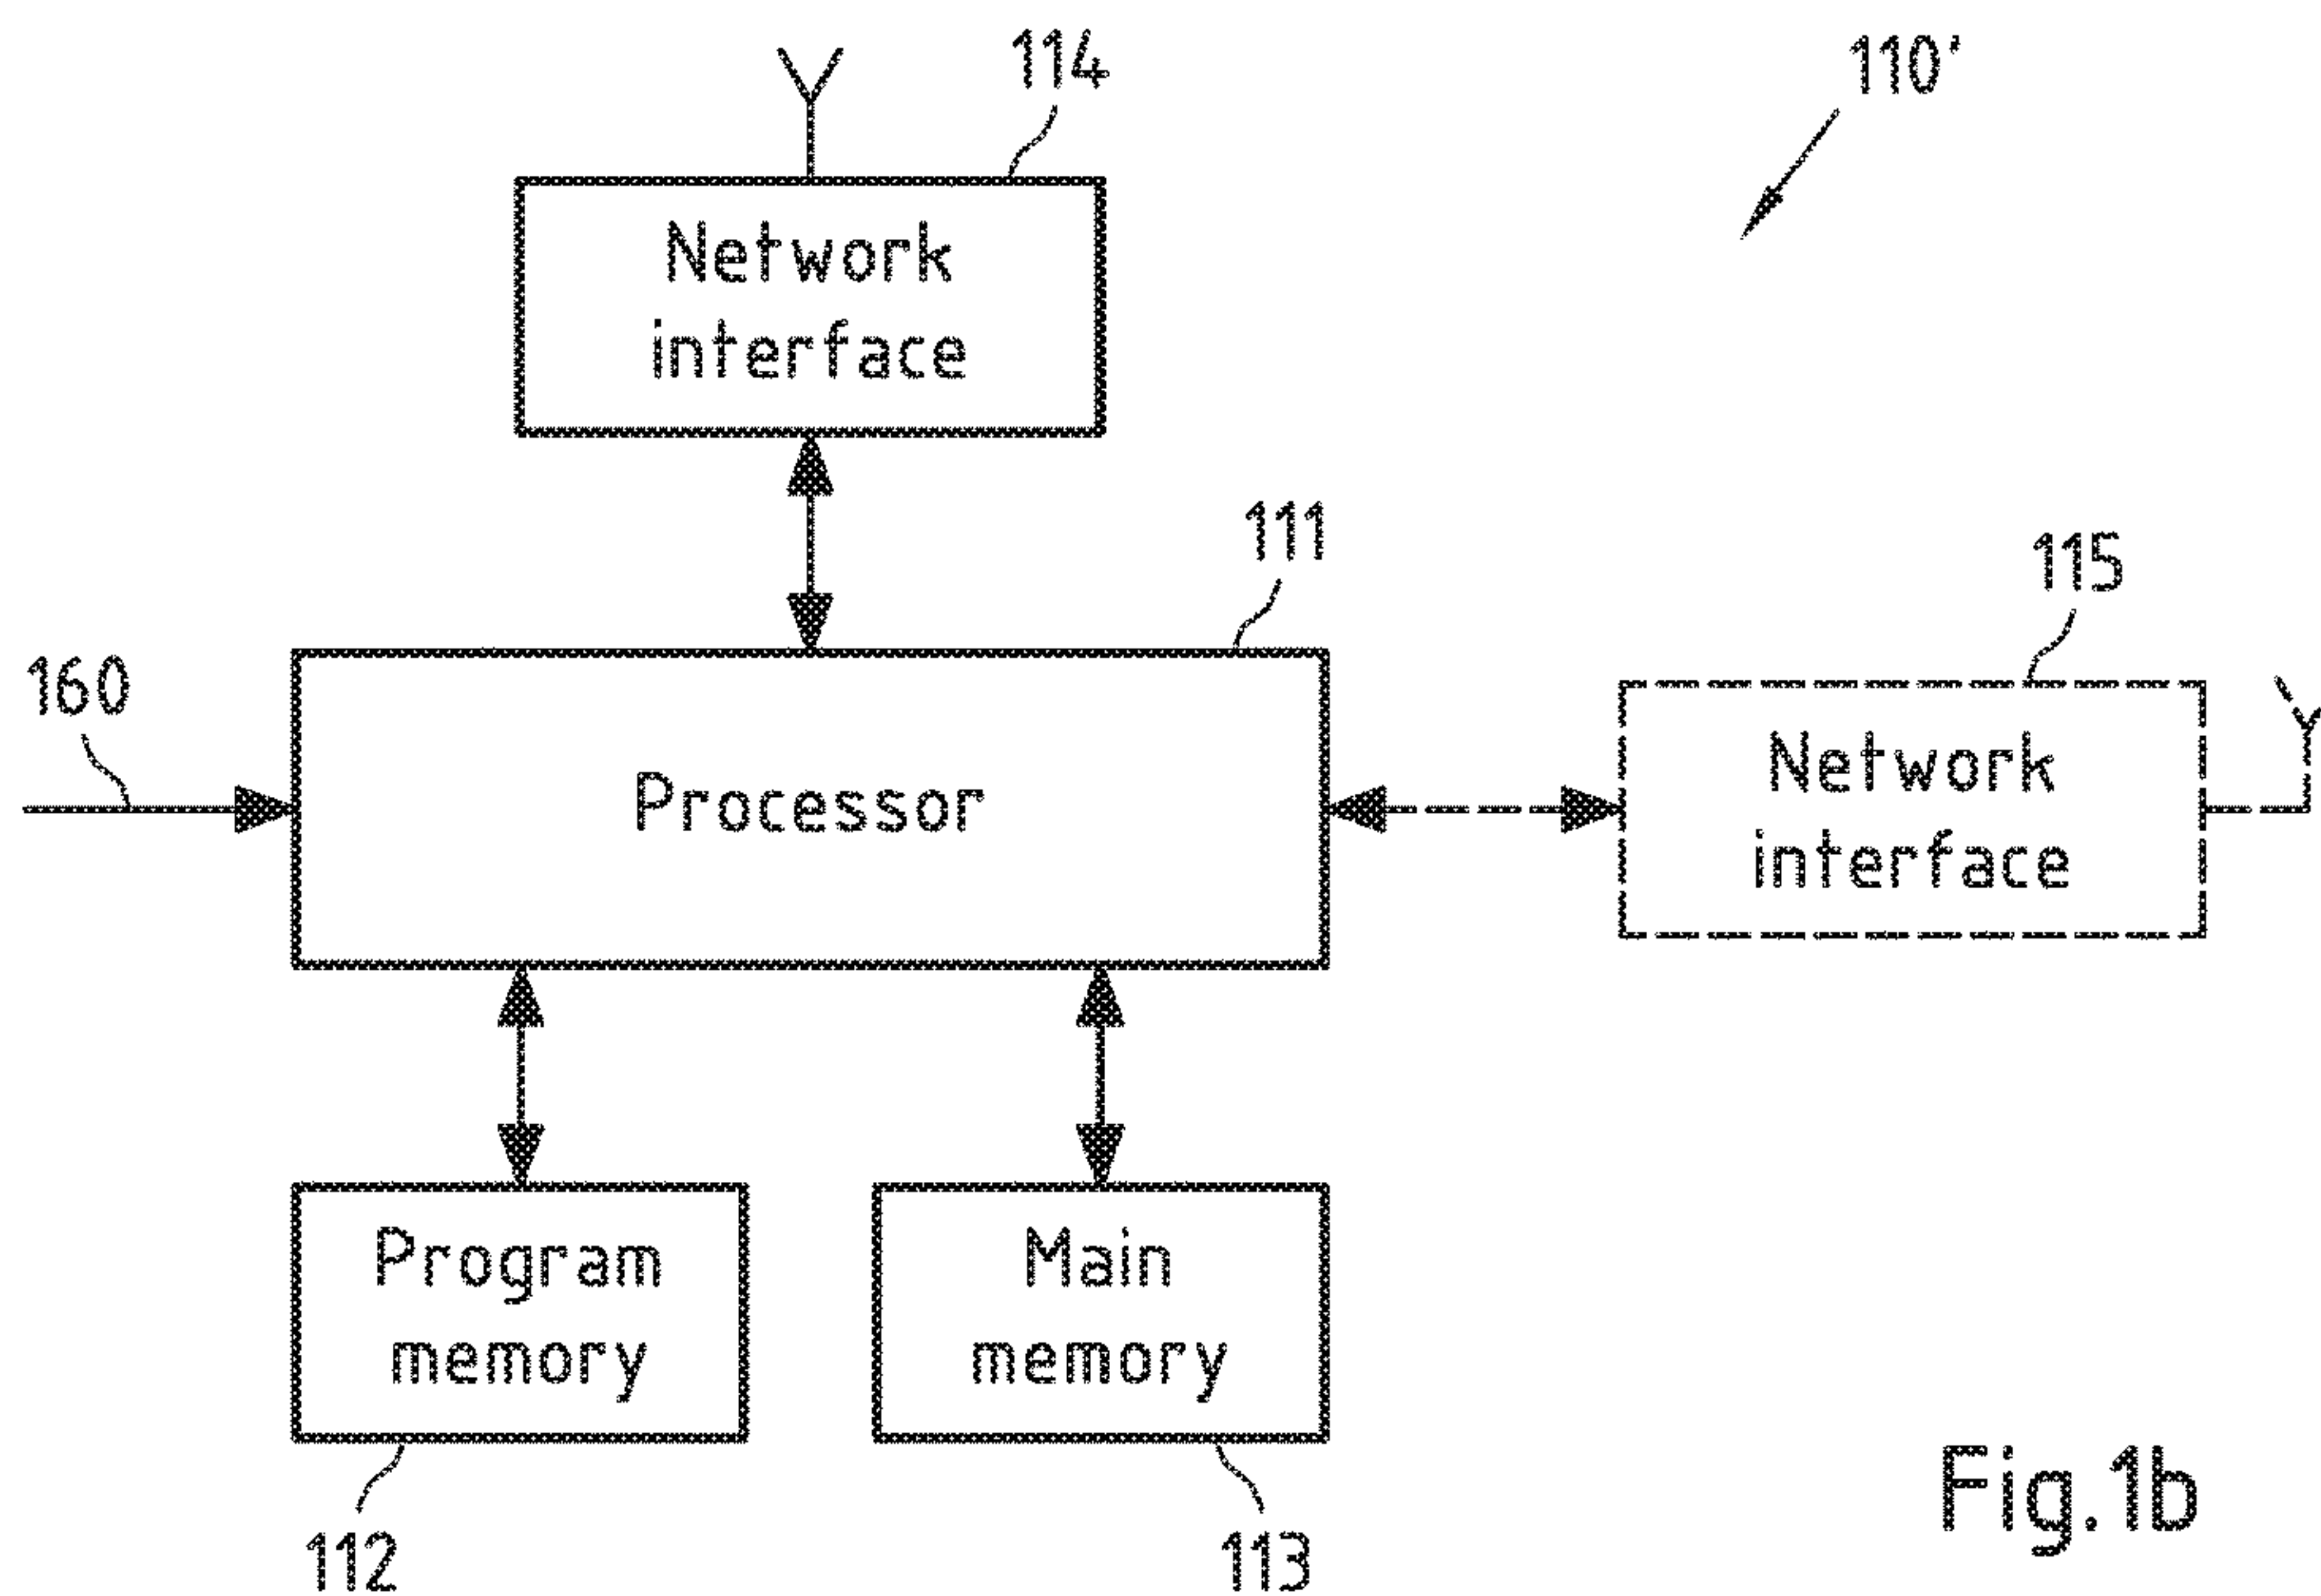 114
110'
Network
interface
111
115
160
Processor
Network
interface
Program
memory
Main
memory
112
113
Fig.1b